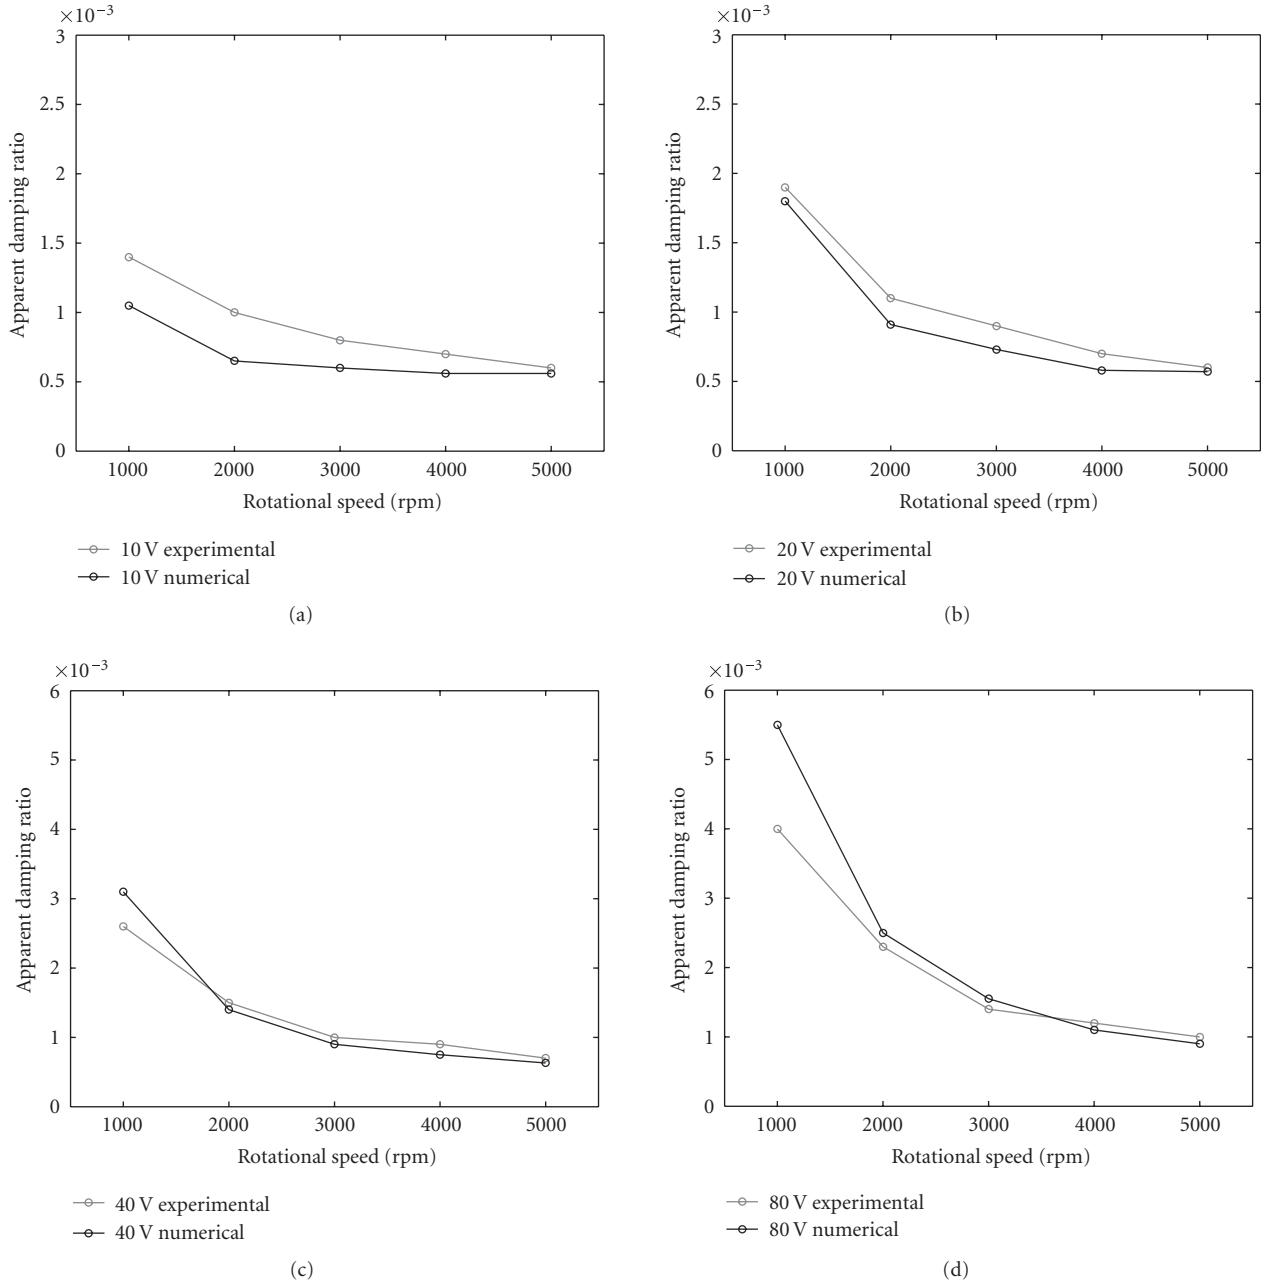 ×10⁻³
3
2.5
2
1.5
1
0.5
0
Apparent damping ratio
1000 2000 3000 4000 5000
Rotational speed (rpm)
10 V experimental
10 V numerical
(a)
×10⁻³
3
2.5
2
1.5
1
0.5
0
Apparent damping ratio
1000 2000 3000 4000 5000
Rotational speed (rpm)
20 V experimental
20 V numerical
(b)
×10⁻³
6
5
4
3
2
1
0
Apparent damping ratio
1000 2000 3000 4000 5000
Rotational speed (rpm)
40 V experimental
40 V numerical
(c)
×10⁻³
6
5
4
3
2
1
0
Apparent damping ratio
1000 2000 3000 4000 5000
Rotational speed (rpm)
80 V experimental
80 V numerical
(d)